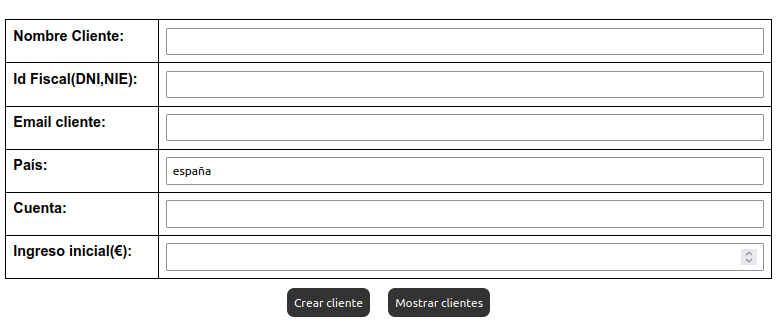 Nombre Cliente:
Id Fiscal(DNI,NIE):
Email cliente:
País: españa
Cuenta:
Ingreso inicial(€):
Crear cliente Mostrar clientes